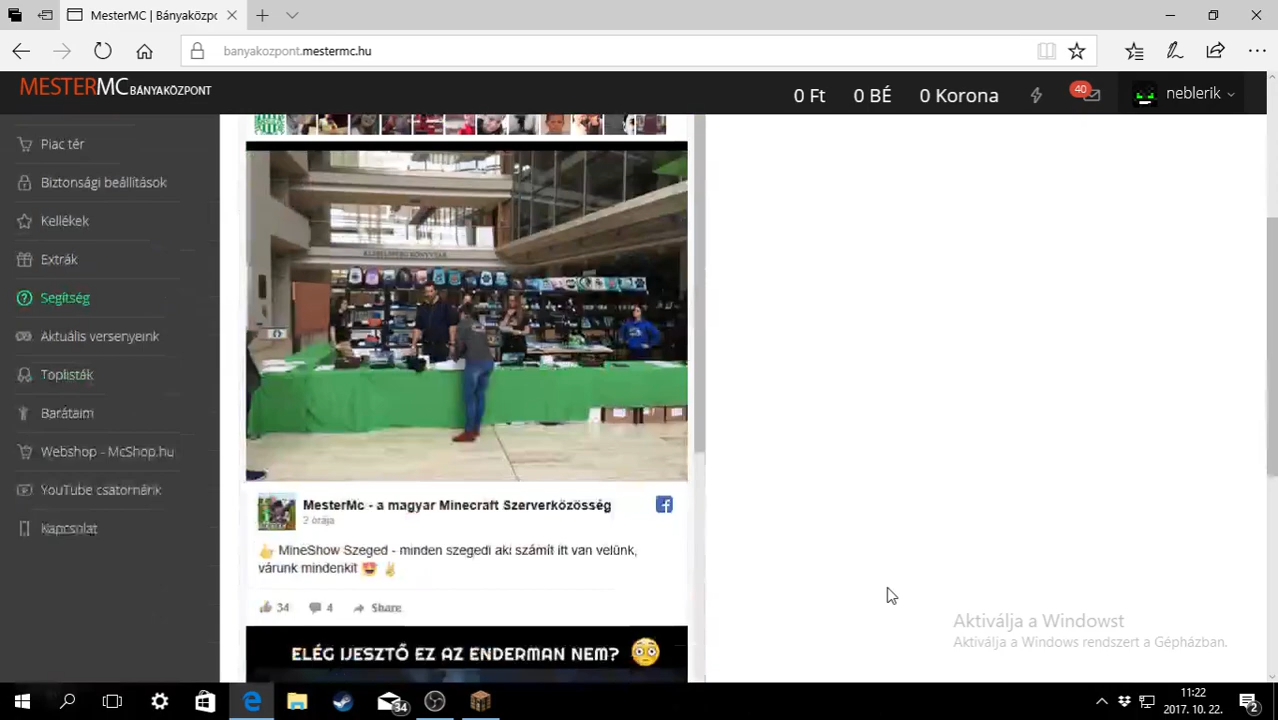 MesterMC | Bányaközpo
banyakozpont.mestermc.hu
MESTERMC BÁNYAKÖZPONT
0 Ft 0 BÉ 0 Korona
40
neblerik
Piac tér
Biztonsági beállítások
Kellékek
Extrák
Segítség
Aktuális versenyeink
Toplisták
Barátaim
Webshop - McShop.hu
YouTube csatornáink
Kapcsolat
MesterMc - a magyar Minecraft Szerverközösség
2 órája
MineShow Szeged - minden szegedi aki számít itt van velünk,
várunk mindenkit
34 4 Share
ELÉG IJESZTŐ EZ AZ ENDERMAN NEM?
Aktiválja a Windowst
Aktiválja a Windows rendszert a Gépházban.
34
11:22
2017. 10. 22.
2